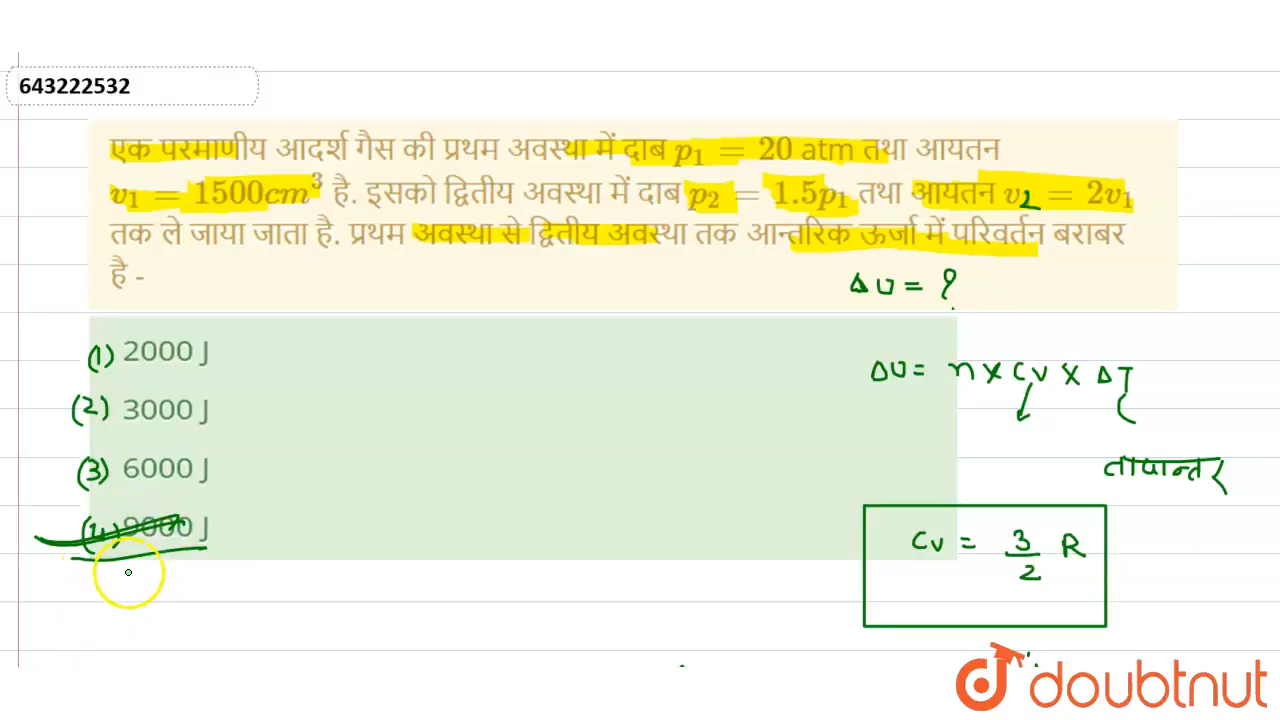 643222532
एक परमाणीय आदर्श गैस की प्रथम अवस्था में दाब p₁ = 20 atm तथा आयतन
v₁ = 1500cm³ है. इसको द्वितीय अवस्था में दाब p₂ = 1.5p₁ तथा आयतन v₂ = 2v₁
तक ले जाया जाता है. प्रथम अवस्था से द्वितीय अवस्था तक आन्तरिक ऊर्जा में परिवर्तन बराबर
है -
ΔU = ?
(1) 2000 J
ΔU = n × Cv × ΔT
(2) 3000 J
(3) 6000 J
तापान्तर
(4) 9000 J
Cv = 3/2 R
doubtnut